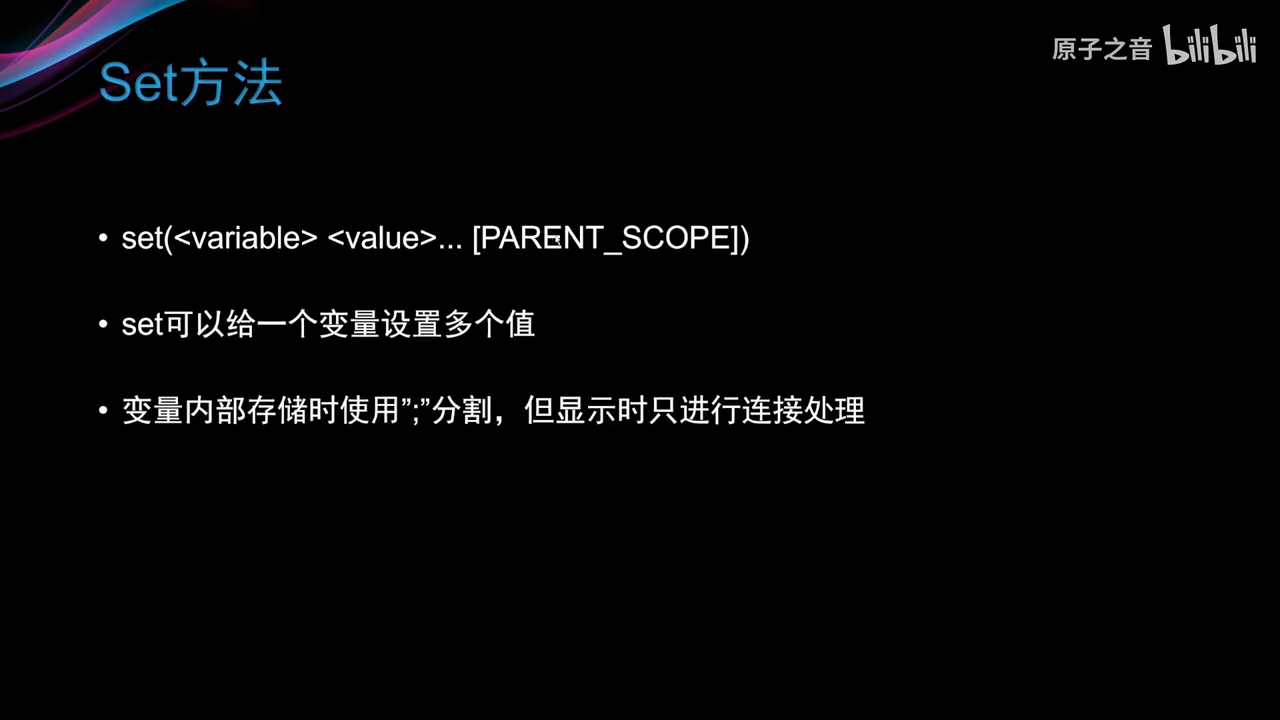 原子之音 bilibili
Set方法
• set(<variable> <value>... [PARENT_SCOPE])
• set可以给一个变量设置多个值
• 变量内部存储时使用”;”分割，但显示时只进行连接处理